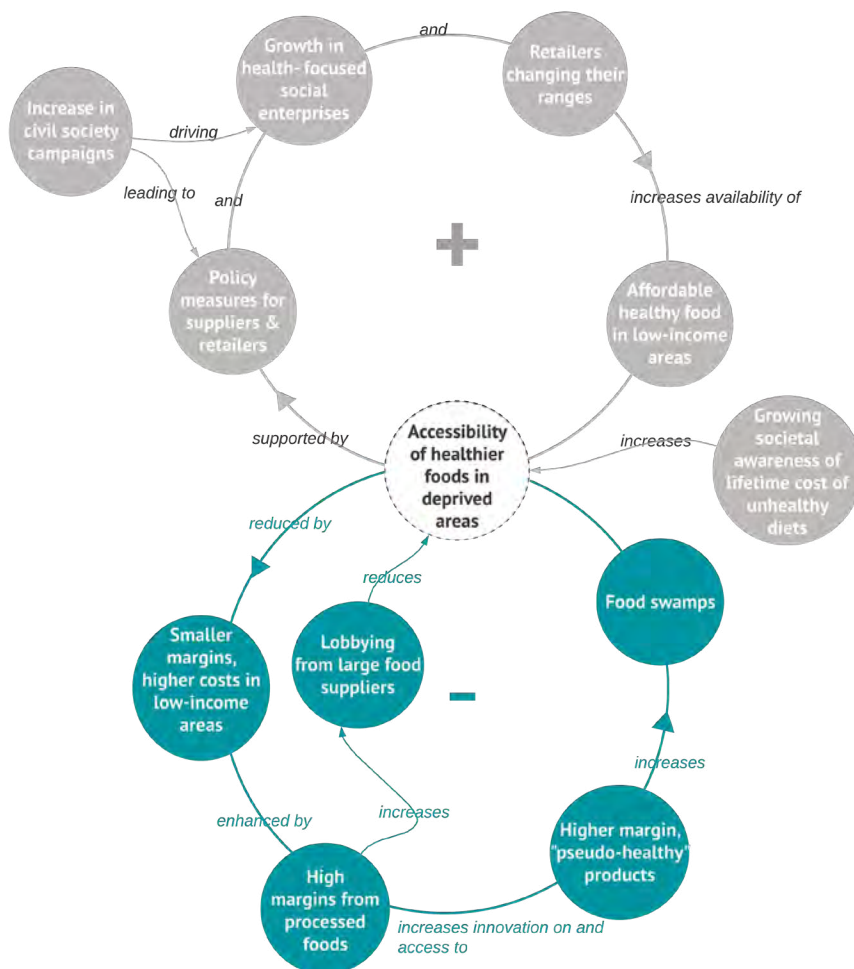 and
Growth in
health- focused
social
enterprises
Retailers
changing their
ranges
Increase in
civil society
campaigns
driving
leading to
and
increases availability of
+
Policy
measures for
suppliers &
retailers
Affordable
healthy food
in low-income
areas
supported by
Accessibility
of healthier
foods in
deprived
areas
increases
Growing
societal
awareness of
lifetime cost of
unhealthy
diets
reduced by
reduces
Food swamps
Smaller
margins,
higher costs in
low-income
areas
Lobbying
from large food
suppliers
-
increases
enhanced by
increases
Higher margin,
"pseudo-healthy"
products
High
margins from
processed
foods
increases innovation on and
access to